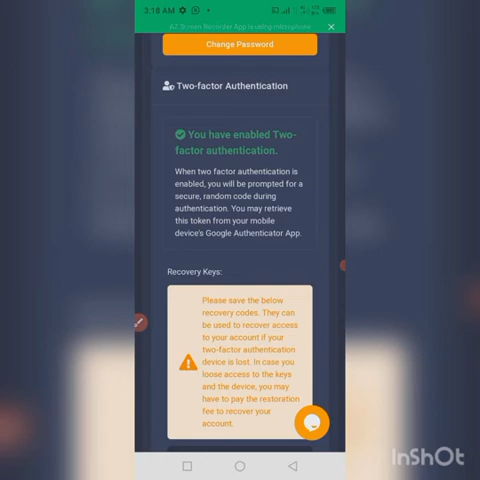 3:18 AM
AZ Screen Recorder App is using microphone
Change Password
Two-factor Authentication
You have enabled Two-
factor authentication.
When two factor authentication is
enabled, you will be prompted for a
secure, random code during
authentication. You may retrieve
this token from your mobile
device's Google Authenticator App.
Recovery Keys:
Please save the below
recovery codes. They can
be used to recover access
to your account if your
two-factor authentication
device is lost. In case you
loose access to the keys
and the device, you may
have to pay the restoration
fee to recover your
account.
InShOt